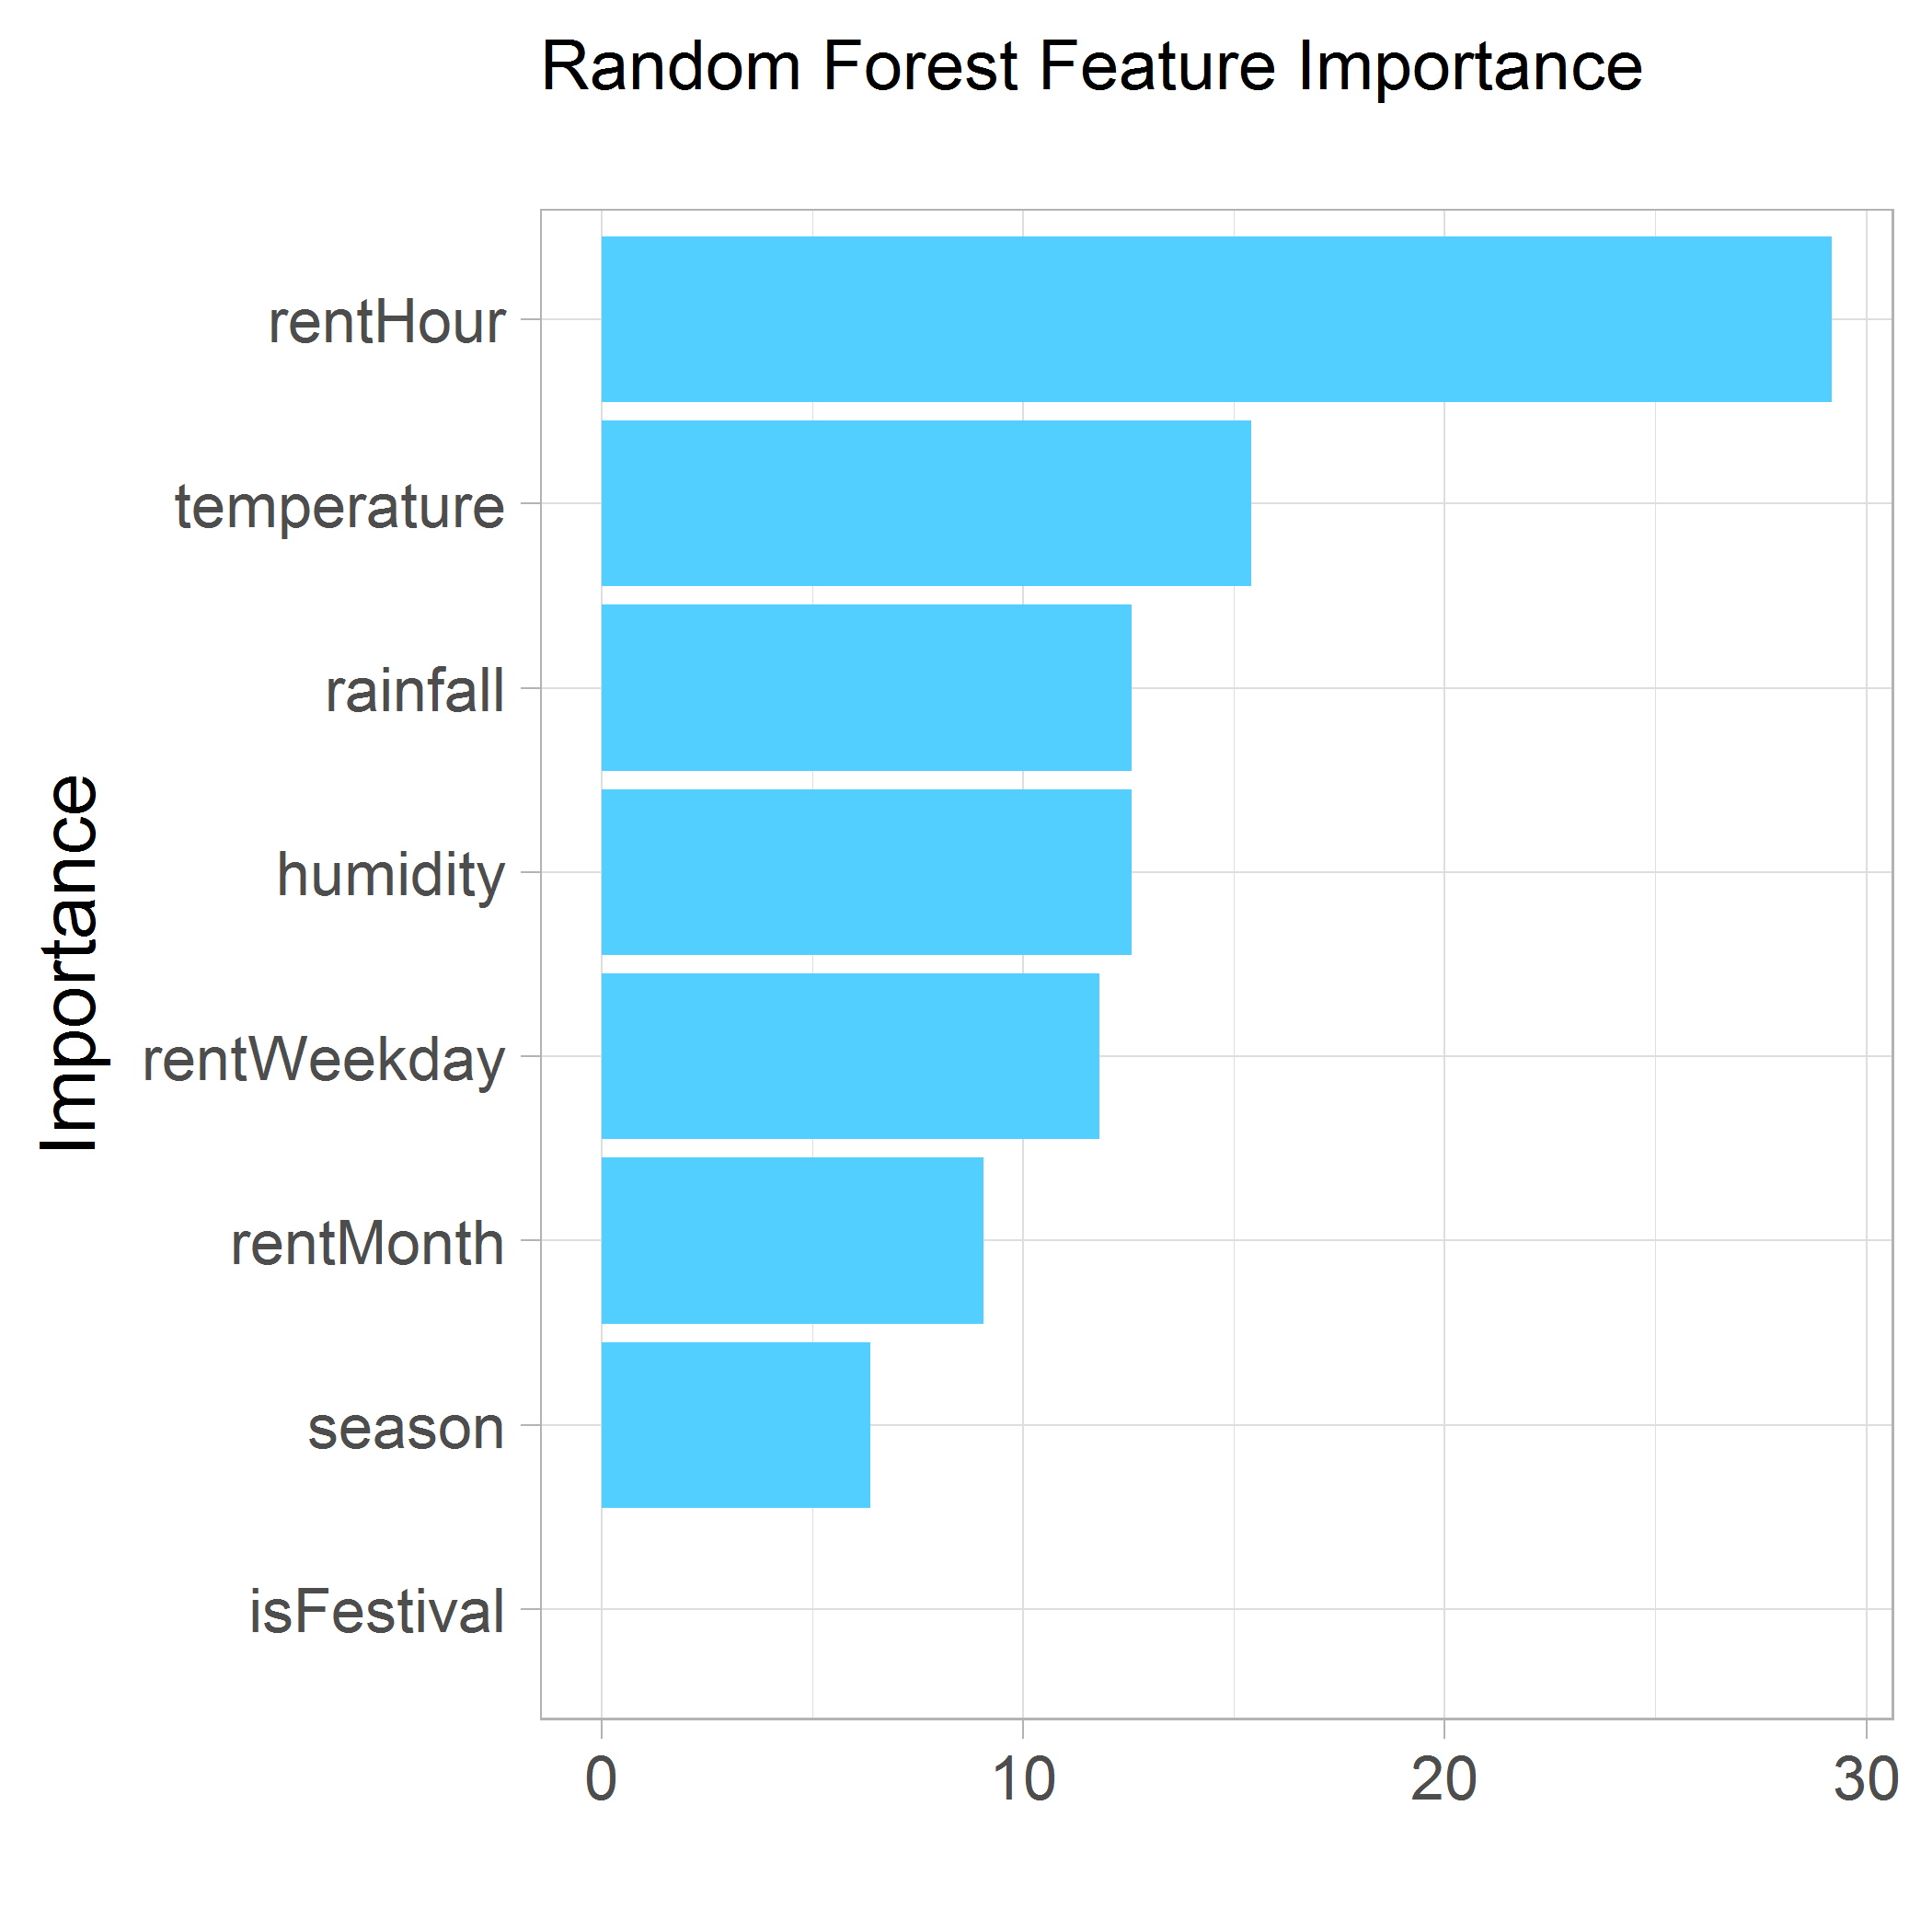 Random Forest Feature Importance
Importance
rentHour
temperature
rainfall
humidity
rentWeekday
rentMonth
season
isFestival
0 10 20 30